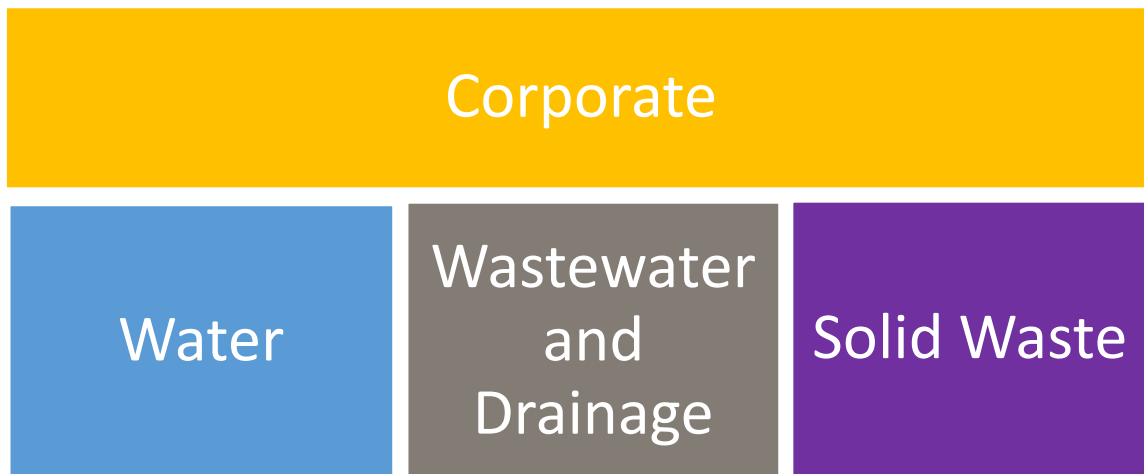 Corporate
Water
Wastewater
and
Drainage
Solid Waste